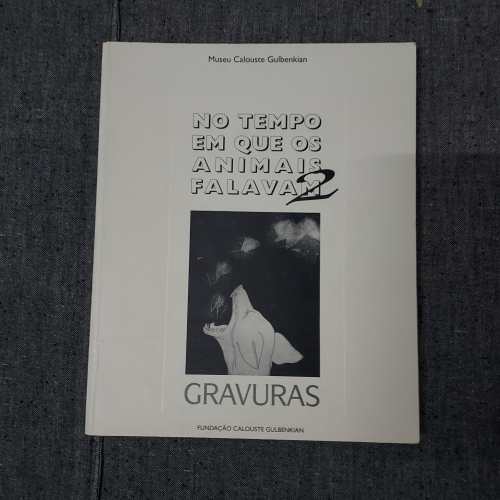 Museu Calouste Gulbenkian
NO TEMPO
EM QUE OS
ANIMAIS
FALAVAM 2
GRAVURAS
FUNDAÇÃO CALOUSTE GULBENKIAN